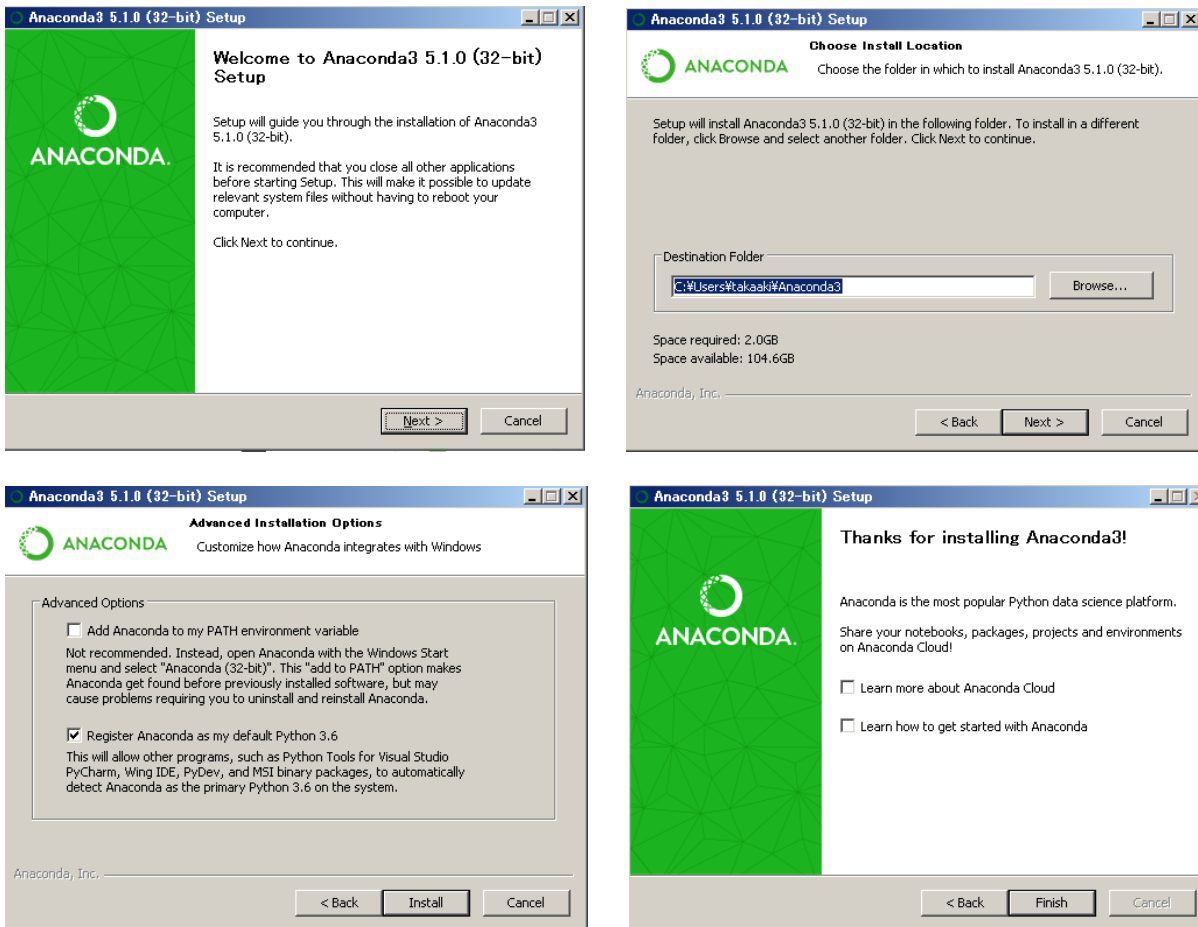 Anaconda3 5.1.0 (32-bit) Setup
ANACONDA.
Welcome to Anaconda3 5.1.0 (32-bit)
Setup
Setup will guide you through the installation of Anaconda3
5.1.0 (32-bit).
It is recommended that you close all other applications
before starting Setup. This will make it possible to update
relevant system files without having to reboot your
computer.
Click Next to continue.
Next >
Cancel
Anaconda3 5.1.0 (32-bit) Setup
ANACONDA
Choose Install Location
Choose the folder in which to install Anaconda3 5.1.0 (32-bit).
Setup will install Anaconda3 5.1.0 (32-bit) in the following folder. To install in a different
folder, click Browse and select another folder. Click Next to continue.
Destination Folder
C:¥Users¥takaaki¥Anaconda3
Browse...
Space required: 2.0GB
Space available: 104.6GB
Anaconda, Inc.
< Back
Next >
Cancel
Anaconda3 5.1.0 (32-bit) Setup
ANACONDA
Advanced Installation Options
Customize how Anaconda integrates with Windows
Advanced Options
Add Anaconda to my PATH environment variable
Not recommended. Instead, open Anaconda with the Windows Start
menu and select "Anaconda (32-bit)". This "add to PATH" option makes
Anaconda get found before previously installed software, but may
cause problems requiring you to uninstall and reinstall Anaconda.
Register Anaconda as my default Python 3.6
This will allow other programs, such as Python Tools for Visual Studio
PyCharm, Wing IDE, PyDev, and MSI binary packages, to automatically
detect Anaconda as the primary Python 3.6 on the system.
Anaconda, Inc.
< Back
Install
Cancel
Anaconda3 5.1.0 (32-bit) Setup
ANACONDA.
Thanks for installing Anaconda3!
Anaconda is the most popular Python data science platform.
Share your notebooks, packages, projects and environments
on Anaconda Cloud!
Learn more about Anaconda Cloud
Learn how to get started with Anaconda
< Back
Finish
Cancel